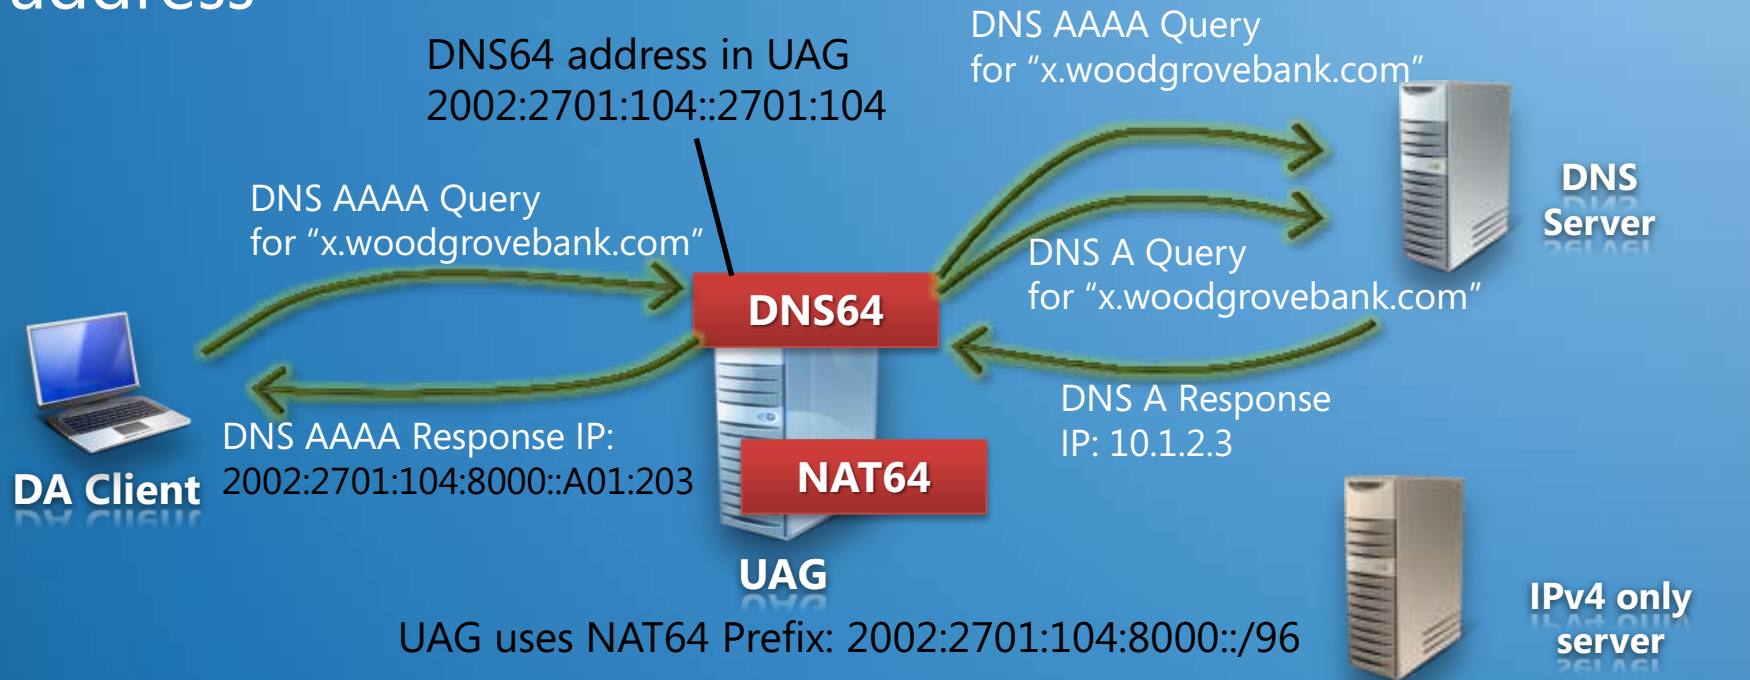 address
DNS64 address in UAG
2002:2701:104::2701:104
DNS AAAA Query
for “x.woodgrovebank.com”
DNS AAAA Query
for “x.woodgrovebank.com”
DNS
Server
DNS A Query
for “x.woodgrovebank.com”
DNS64
DNS A Response
IP: 10.1.2.3
DNS AAAA Response IP:
2002:2701:104:8000::A01:203
DA Client
NAT64
UAG
IPv4 only
server
UAG uses NAT64 Prefix: 2002:2701:104:8000::/96